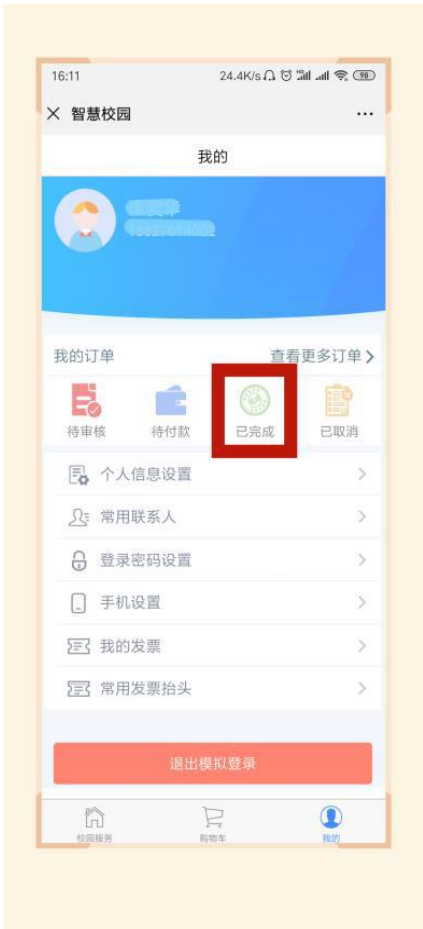 16:11 24.4K/s 98
智慧校园
我的
我的订单 查看更多订单
待审核 待付款 已完成 已取消
个人信息设置
常用联系人
登录密码设置
手机设置
我的发票
常用发票抬头
退出模拟登录
校园服务 购物车 我的